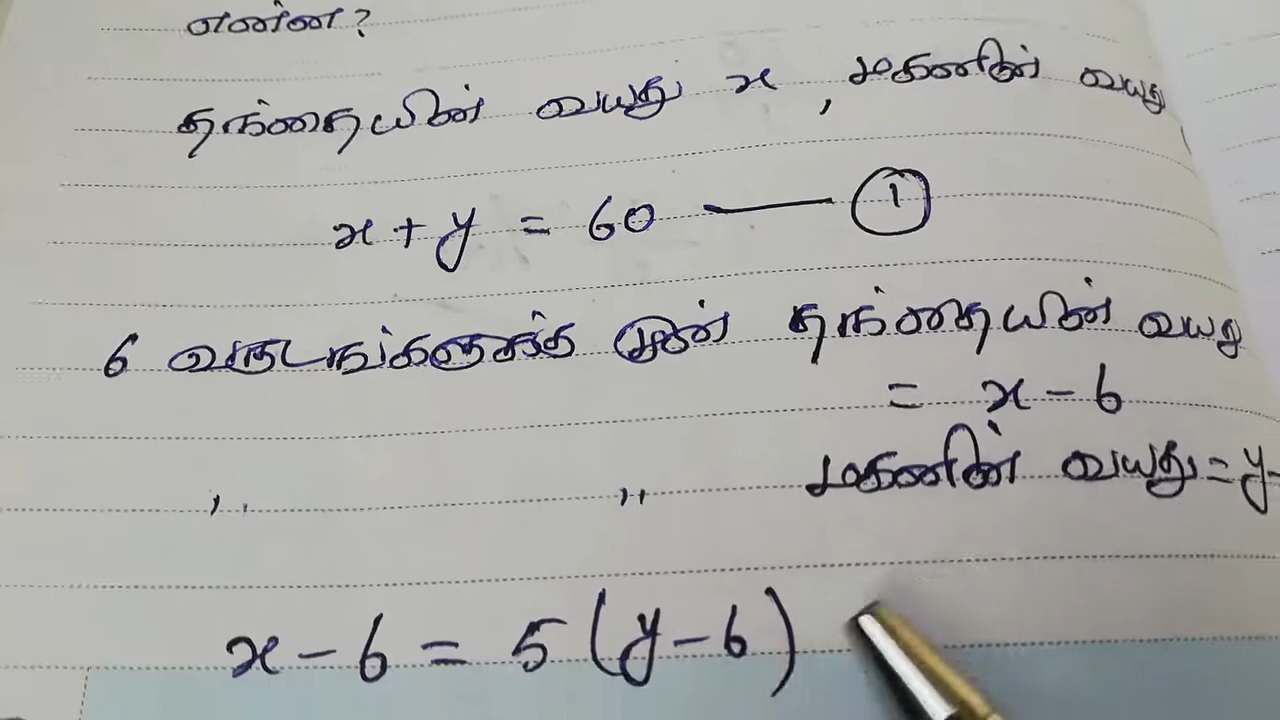 என்ன?
தந்தையின் வயது x, மகனின் வயது
x + y = 60 —— ①
6 வருடங்களுக்கு முன் தந்தையின் வயது
= x - 6
,, ,, மகனின் வயது = y-
x - 6 = 5 (y - 6)